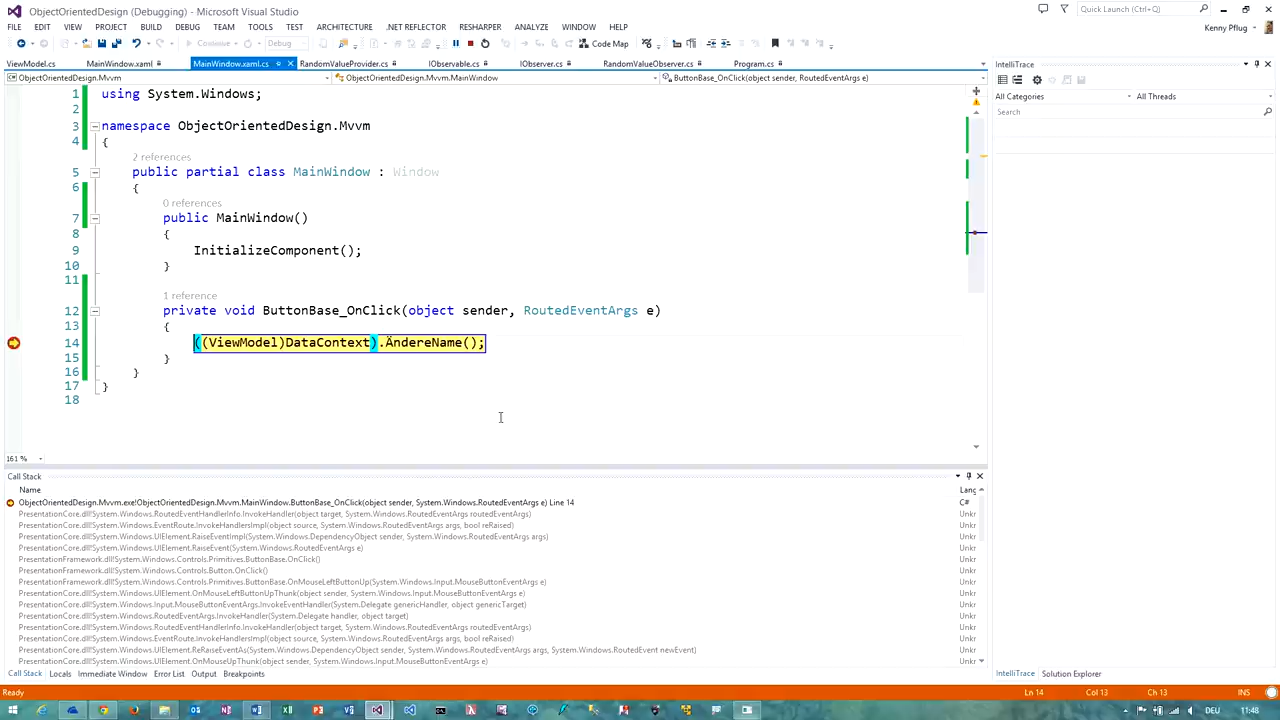 ObjectOrientedDesign (Debugging) - Microsoft Visual Studio
Quick Launch (Ctrl+Q)
FILE EDIT VIEW PROJECT BUILD DEBUG TEAM TOOLS TEST ARCHITECTURE .NET REFLECTOR RESHARPER ANALYZE WINDOW HELP
Kenny Pflug
Continue Debug Code Map
ViewModel.cs MainWindow.xaml MainWindow.xaml.cs RandomValueProvider.cs IObservable.cs IObserver.cs RandomValueObserver.cs Program.cs
IntelliTrace
ObjectOrientedDesign.Mvvm ObjectOrientedDesign.Mvvm.MainWindow ButtonBase_OnClick(object sender, RoutedEventArgs e)
All Categories All Threads
Search
1 using System.Windows;
2
3 namespace ObjectOrientedDesign.Mvvm
4 {
2 references
5 public partial class MainWindow : Window
6 {
0 references
7 public MainWindow()
8 {
9 InitializeComponent();
10 }
11
1 reference
12 private void ButtonBase_OnClick(object sender, RoutedEventArgs e)
13 {
14 ((ViewModel)DataContext).ÄndereName();
15 }
16 }
17 }
18
161 %
Call Stack
Name Lang
ObjectOrientedDesign.Mvvm.exe!ObjectOrientedDesign.Mvvm.MainWindow.ButtonBase_OnClick(object sender, System.Windows.RoutedEventArgs e) Line 14 C#
PresentationCore.dll!System.Windows.RoutedEventHandlerInfo.InvokeHandler(object target, System.Windows.RoutedEventArgs routedEventArgs) Unkr
PresentationCore.dll!System.Windows.EventRoute.InvokeHandlersImpl(object source, System.Windows.RoutedEventArgs args, bool reRaised) Unkr
PresentationCore.dll!System.Windows.UIElement.RaiseEventImpl(System.Windows.DependencyObject sender, System.Windows.RoutedEventArgs args) Unkr
PresentationCore.dll!System.Windows.UIElement.RaiseEvent(System.Windows.RoutedEventArgs e) Unkr
PresentationFramework.dll!System.Windows.Controls.Primitives.ButtonBase.OnClick() Unkr
PresentationFramework.dll!System.Windows.Controls.Button.OnClick() Unkr
PresentationFramework.dll!System.Windows.Controls.Primitives.ButtonBase.OnMouseLeftButtonUp(System.Windows.Input.MouseButtonEventArgs e) Unkr
PresentationCore.dll!System.Windows.UIElement.OnMouseLeftButtonUpThunk(object sender, System.Windows.Input.MouseButtonEventArgs e) Unkr
PresentationCore.dll!System.Windows.Input.MouseButtonEventArgs.InvokeEventHandler(System.Delegate genericHandler, object genericTarget) Unkr
PresentationCore.dll!System.Windows.RoutedEventArgs.InvokeHandler(System.Delegate handler, object target) Unkr
PresentationCore.dll!System.Windows.RoutedEventHandlerInfo.InvokeHandler(object target, System.Windows.RoutedEventArgs routedEventArgs) Unkr
PresentationCore.dll!System.Windows.EventRoute.InvokeHandlersImpl(object source, System.Windows.RoutedEventArgs args, bool reRaised) Unkr
PresentationCore.dll!System.Windows.UIElement.ReRaiseEventAs(System.Windows.DependencyObject sender, System.Windows.RoutedEventArgs args, System.Windows.RoutedEvent newEvent) Unkr
PresentationCore.dll!System.Windows.UIElement.OnMouseUpThunk(object sender, System.Windows.Input.MouseButtonEventArgs e) Unkr
Call Stack Locals Immediate Window Error List Output Breakpoints
IntelliTrace Solution Explorer
Ready Ln 14 Col 13 Ch 13 INS
DEU 11:48